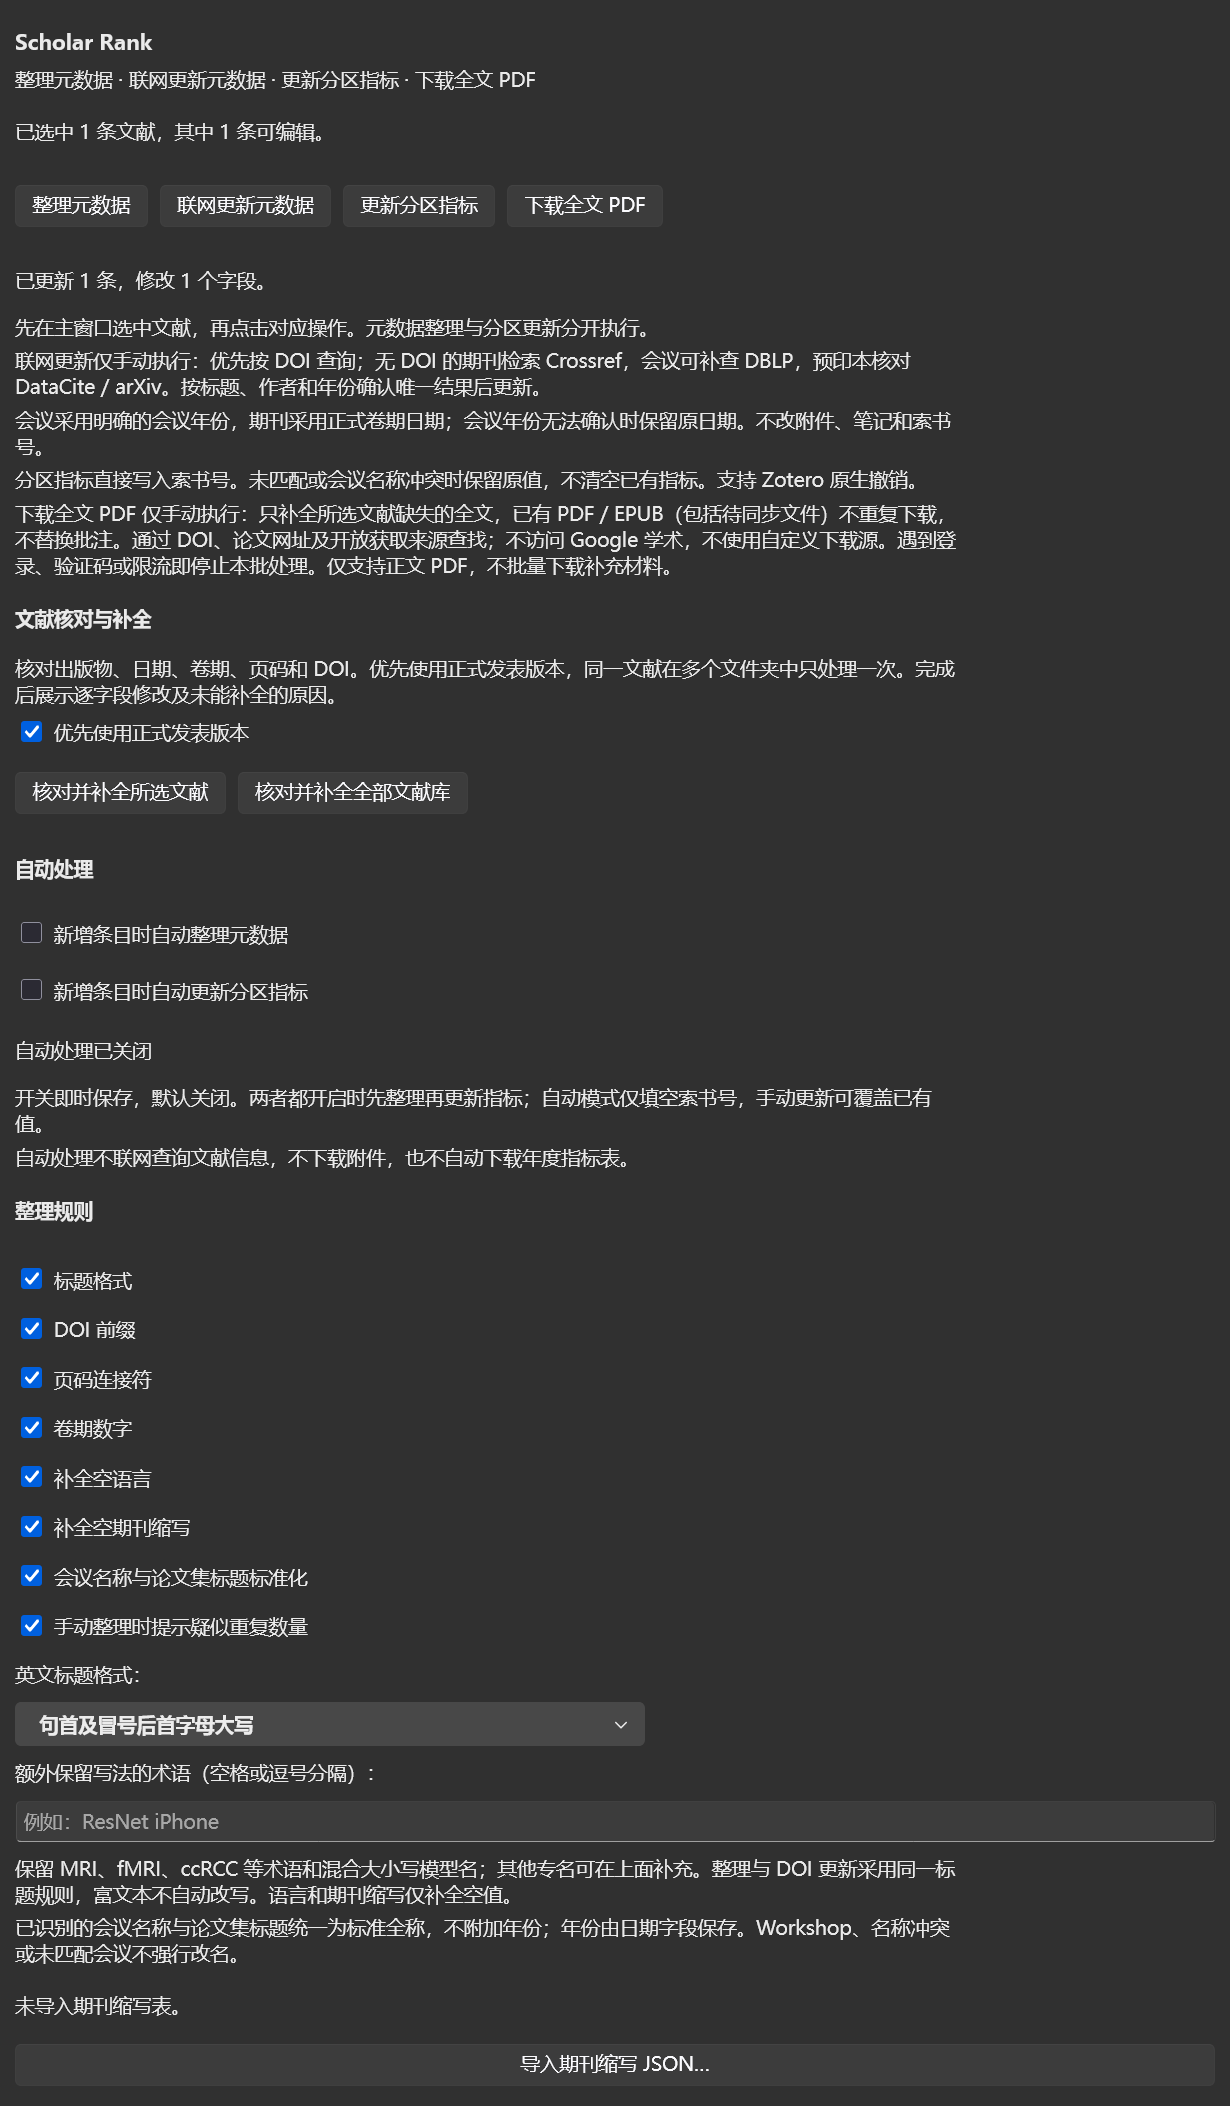 Scholar Rank
整理元数据 · 联网更新元数据 · 更新分区指标 · 下载全文 PDF
已选中 1 条文献，其中 1 条可编辑。
整理元数据 联网更新元数据 更新分区指标 下载全文 PDF
已更新 1 条，修改 1 个字段。
先在主窗口选中文献，再点击对应操作。元数据整理与分区更新分开执行。
联网更新仅手动执行：优先按 DOI 查询；无 DOI 的期刊检索 Crossref，会议可补查 DBLP，预印本核对
DataCite / arXiv。按标题、作者和年份确认唯一结果后更新。
会议采用明确的会议年份，期刊采用正式卷期日期；会议年份无法确认时保留原日期。不改附件、笔记和索书
号。
分区指标直接写入索书号。未匹配或会议名称冲突时保留原值，不清空已有指标。支持 Zotero 原生撤销。
下载全文 PDF 仅手动执行：只补全所选文献缺失的全文，已有 PDF / EPUB（包括待同步文件）不重复下载，
不替换批注。通过 DOI、论文网址及开放获取来源查找；不访问 Google 学术，不使用自定义下载源。遇到登
录、验证码或限流即停止本批处理。仅支持正文 PDF，不批量下载补充材料。
文献核对与补全
核对出版物、日期、卷期、页码和 DOI。优先使用正式发表版本，同一文献在多个文件夹中只处理一次。完成
后展示逐字段修改及未能补全的原因。
优先使用正式发表版本
核对并补全所选文献 核对并补全全部文献库
自动处理
新增条目时自动整理元数据
新增条目时自动更新分区指标
自动处理已关闭
开关即时保存，默认关闭。两者都开启时先整理再更新指标；自动模式仅填空索书号，手动更新可覆盖已有
值。
自动处理不联网查询文献信息，不下载附件，也不自动下载年度指标表。
整理规则
标题格式
DOI 前缀
页码连接符
卷期数字
补全空语言
补全空期刊缩写
会议名称与论文集标题标准化
手动整理时提示疑似重复数量
英文标题格式：
句首及冒号后首字母大写
额外保留写法的术语（空格或逗号分隔）：
例如：ResNet iPhone
保留 MRI、fMRI、ccRCC 等术语和混合大小写模型名；其他专名可在上面补充。整理与 DOI 更新采用同一标
题规则，富文本不自动改写。语言和期刊缩写仅补全空值。
已识别的会议名称与论文集标题统一为标准全称，不附加年份；年份由日期字段保存。Workshop、名称冲突
或未匹配会议不强行改名。
未导入期刊缩写表。
导入期刊缩写 JSON...